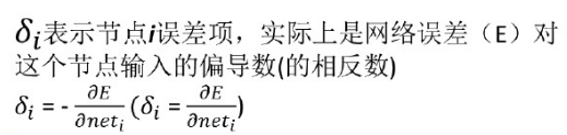 δᵢ表示节点i误差项，实际上是网络误差（E）对
这个节点输入的偏导数(的相反数)
δᵢ = - ∂E/∂netᵢ (δᵢ = ∂E/∂netᵢ)